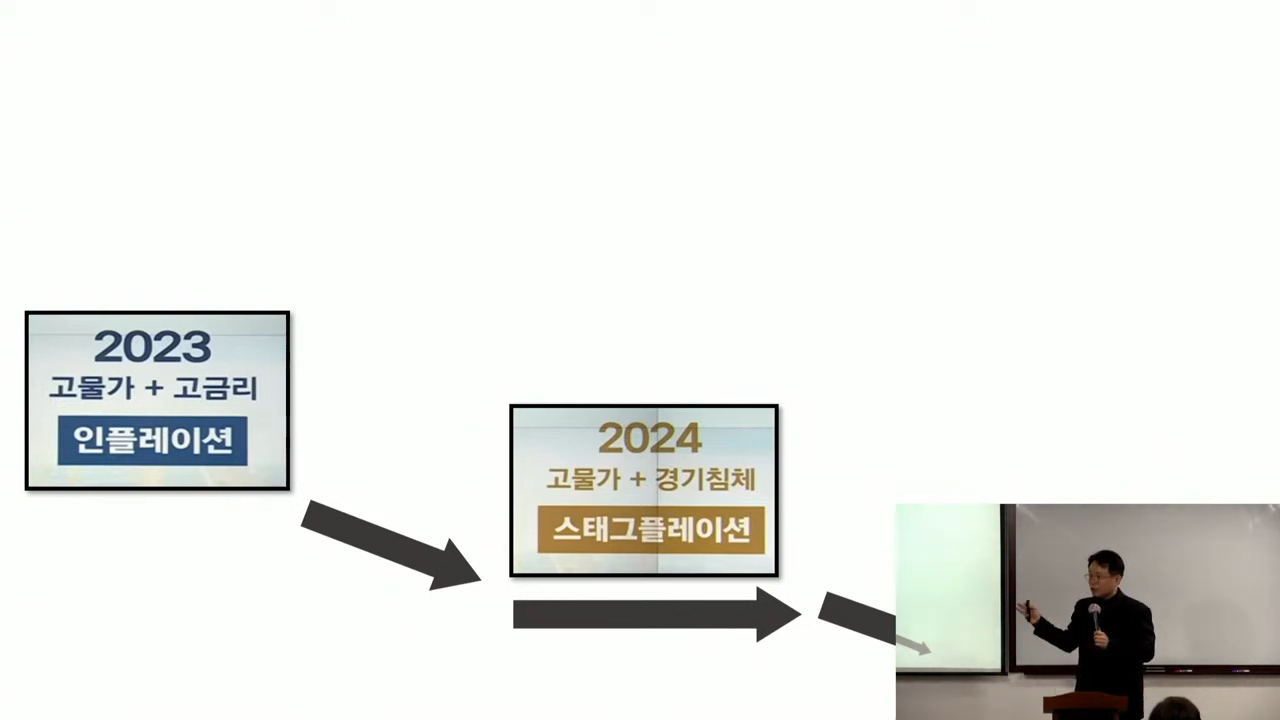 2023
고물가 + 고금리
인플레이션
2024
고물가 + 경기침체
스태그플레이션